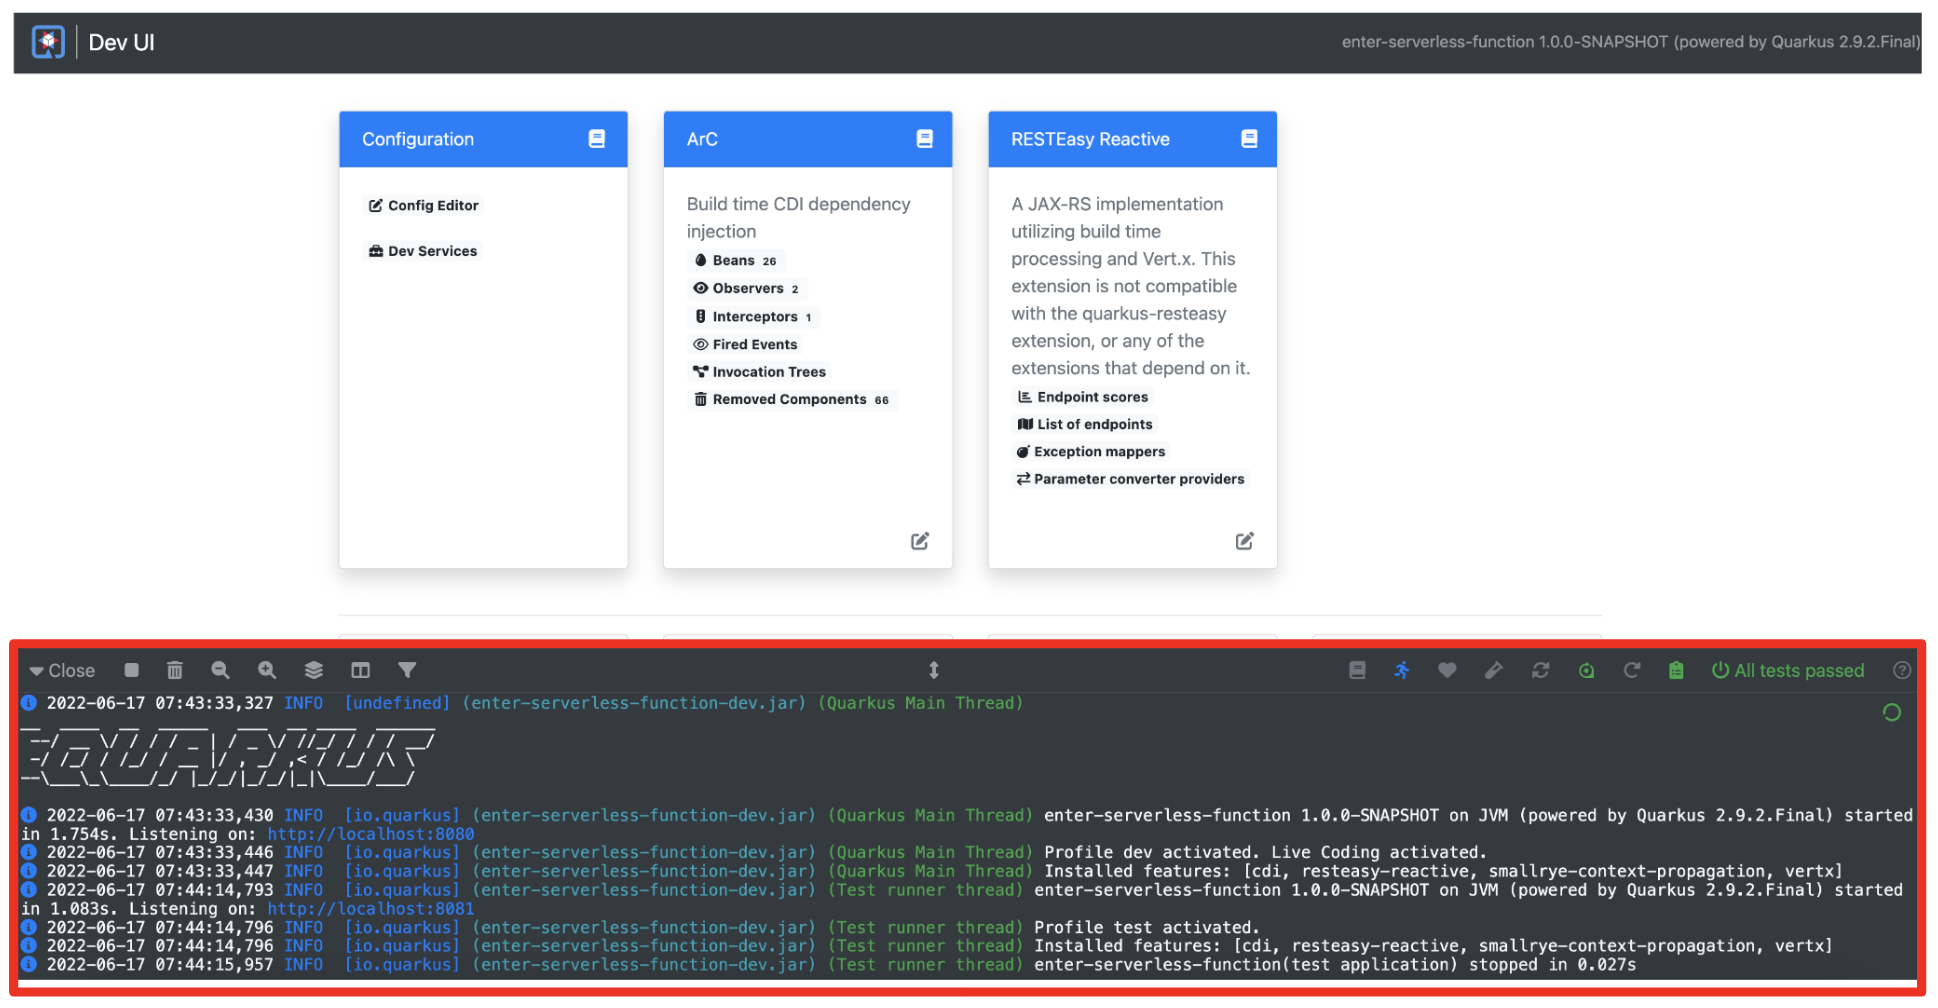 Dev UI
enter-serverless-function 1.0.0-SNAPSHOT (powered by Quarkus 2.9.2.Final)
Configuration
Config Editor
Dev Services
ArC
Build time CDI dependency
injection
Beans 26
Observers 2
Interceptors 1
Fired Events
Invocation Trees
Removed Components 66
RESTEasy Reactive
A JAX-RS implementation
utilizing build time
processing and Vert.x. This
extension is not compatible
with the quarkus-resteasy
extension, or any of the
extensions that depend on it.
Endpoint scores
List of endpoints
Exception mappers
Parameter converter providers
Close
All tests passed
2022-06-17 07:43:33,327 INFO [undefined] (enter-serverless-function-dev.jar) (Quarkus Main Thread)
QUARKUS
2022-06-17 07:43:33,430 INFO [io.quarkus] (enter-serverless-function-dev.jar) (Quarkus Main Thread) enter-serverless-function 1.0.0-SNAPSHOT on JVM (powered by Quarkus 2.9.2.Final) started
in 1.754s. Listening on: http://localhost:8080
2022-06-17 07:43:33,446 INFO [io.quarkus] (enter-serverless-function-dev.jar) (Quarkus Main Thread) Profile dev activated. Live Coding activated.
2022-06-17 07:43:33,447 INFO [io.quarkus] (enter-serverless-function-dev.jar) (Quarkus Main Thread) Installed features: [cdi, resteasy-reactive, smallrye-context-propagation, vertx]
2022-06-17 07:44:14,793 INFO [io.quarkus] (enter-serverless-function-dev.jar) (Test runner thread) enter-serverless-function 1.0.0-SNAPSHOT on JVM (powered by Quarkus 2.9.2.Final) started
in 1.083s. Listening on: http://localhost:8081
2022-06-17 07:44:14,796 INFO [io.quarkus] (enter-serverless-function-dev.jar) (Test runner thread) Profile test activated.
2022-06-17 07:44:14,796 INFO [io.quarkus] (enter-serverless-function-dev.jar) (Test runner thread) Installed features: [cdi, resteasy-reactive, smallrye-context-propagation, vertx]
2022-06-17 07:44:15,957 INFO [io.quarkus] (enter-serverless-function-dev.jar) (Test runner thread) enter-serverless-function(test application) stopped in 0.027s